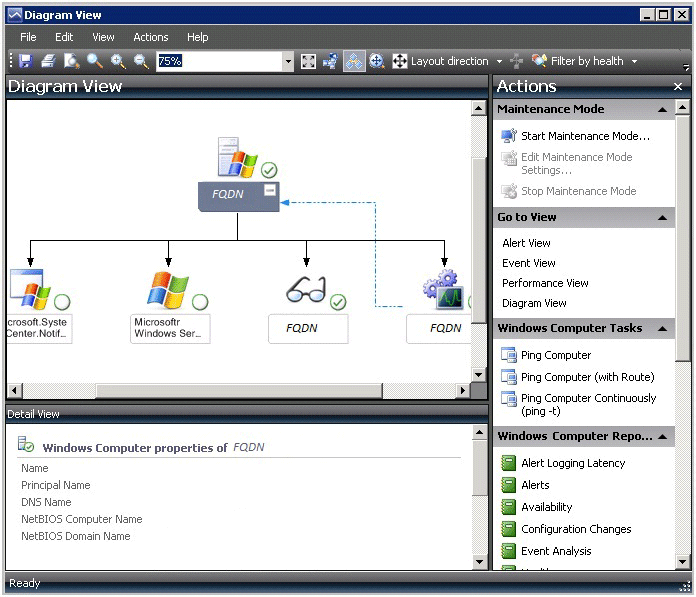 Diagram View
File Edit View Actions Help
75% Layout direction Filter by health
Diagram View
FQDN
crosoft.Syste
Center.Notif...
Microsoftr
Windows Ser...
FQDN
FQDN
Detail View
Windows Computer properties of FQDN
Name
Principal Name
DNS Name
NetBIOS Computer Name
NetBIOS Domain Name
Actions
Maintenance Mode
Start Maintenance Mode...
Edit Maintenance Mode
Settings...
Stop Maintenance Mode
Go to View
Alert View
Event View
Performance View
Diagram View
Windows Computer Tasks
Ping Computer
Ping Computer (with Route)
Ping Computer Continuously
(ping -t)
Windows Computer Repo...
Alert Logging Latency
Alerts
Availability
Configuration Changes
Event Analysis
Ready